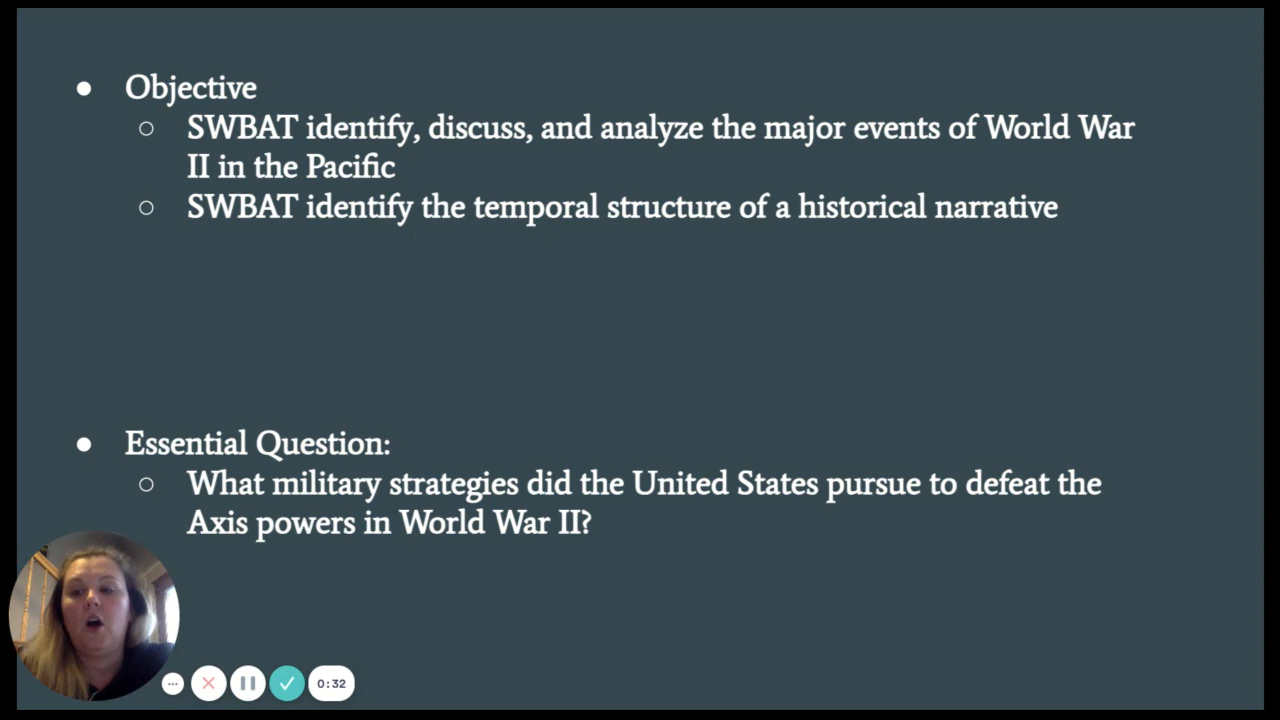 Objective
SWBAT identify, discuss, and analyze the major events of World War
II in the Pacific
SWBAT identify the temporal structure of a historical narrative
Essential Question:
What military strategies did the United States pursue to defeat the
Axis powers in World War II?
0:32